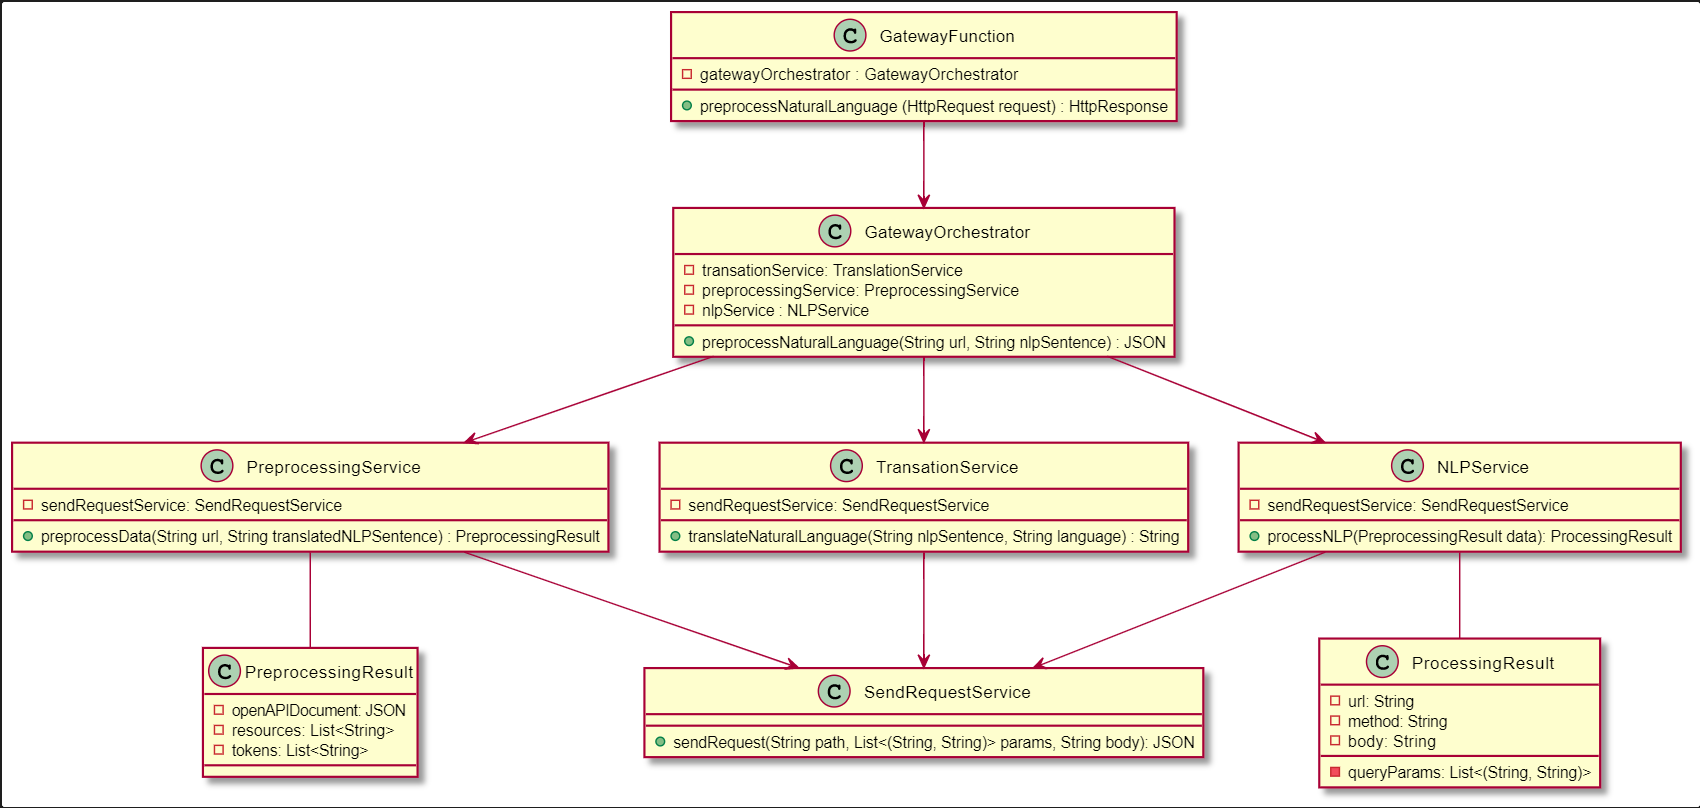 C GatewayFunction
gatewayOrchestrator : GatewayOrchestrator
preprocessNaturalLanguage (HttpRequest request) : HttpResponse
C GatewayOrchestrator
transationService: TranslationService
preprocessingService: PreprocessingService
nlpService : NLPService
preprocessNaturalLanguage(String url, String nlpSentence) : JSON
C PreprocessingService
sendRequestService: SendRequestService
preprocessData(String url, String translatedNLPSentence) : PreprocessingResult
C TransationService
sendRequestService: SendRequestService
translateNaturalLanguage(String nlpSentence, String language) : String
C NLPService
sendRequestService: SendRequestService
processNLP(PreprocessingResult data): ProcessingResult
C PreprocessingResult
openAPIDocument: JSON
resources: List<String>
tokens: List<String>
C SendRequestService
sendRequest(String path, List<(String, String)> params, String body): JSON
C ProcessingResult
url: String
method: String
body: String
queryParams: List<(String, String)>